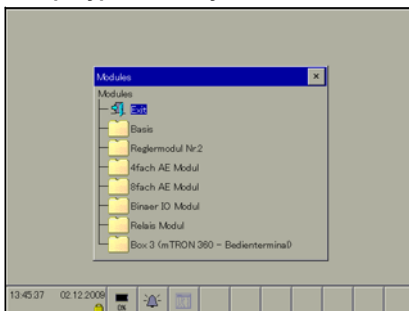 Modules
Modules
Exit
Basis
Reglermodul Nr.2
4fach AE Modul
8fach AE Modul
Binaer IO Modul
Relais Modul
Box 3 (mTRON 360 - Bedienterminal)
13:45:37 02.12.2009
ON